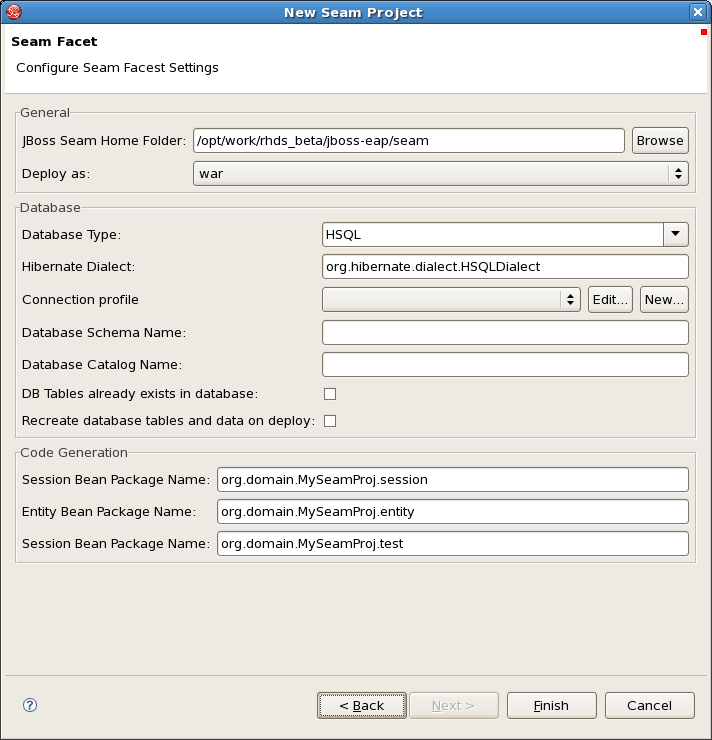 New Seam Project
Seam Facet
Configure Seam Facest Settings
General
JBoss Seam Home Folder: /opt/work/rhds_beta/jboss-eap/seam Browse
Deploy as: war
Database
Database Type: HSQL
Hibernate Dialect: org.hibernate.dialect.HSQLDialect
Connection profile Edit... New...
Database Schema Name:
Database Catalog Name:
DB Tables already exists in database:
Recreate database tables and data on deploy:
Code Generation
Session Bean Package Name: org.domain.MySeamProj.session
Entity Bean Package Name: org.domain.MySeamProj.entity
Session Bean Package Name: org.domain.MySeamProj.test
? < Back Next > Finish Cancel